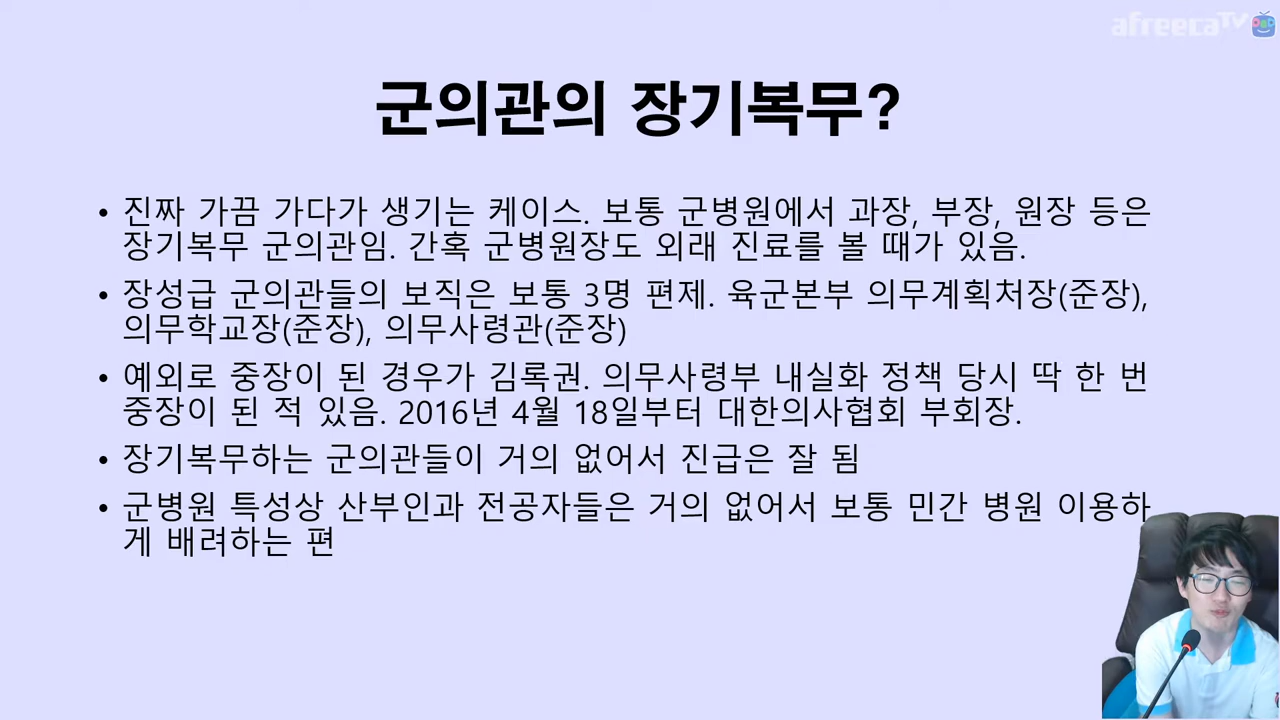 afreecaTV
군의관의 장기복무?
• 진짜 가끔 가다가 생기는 케이스. 보통 군병원에서 과장, 부장, 원장 등은
장기복무 군의관임. 간혹 군병원장도 외래 진료를 볼 때가 있음.
• 장성급 군의관들의 보직은 보통 3명 편제. 육군본부 의무계획처장(준장),
의무학교장(준장), 의무사령관(준장)
• 예외로 중장이 된 경우가 김록권. 의무사령부 내실화 정책 당시 딱 한 번
중장이 된 적 있음. 2016년 4월 18일부터 대한의사협회 부회장.
• 장기복무하는 군의관들이 거의 없어서 진급은 잘 됨
• 군병원 특성상 산부인과 전공자들은 거의 없어서 보통 민간 병원 이용하
게 배려하는 편